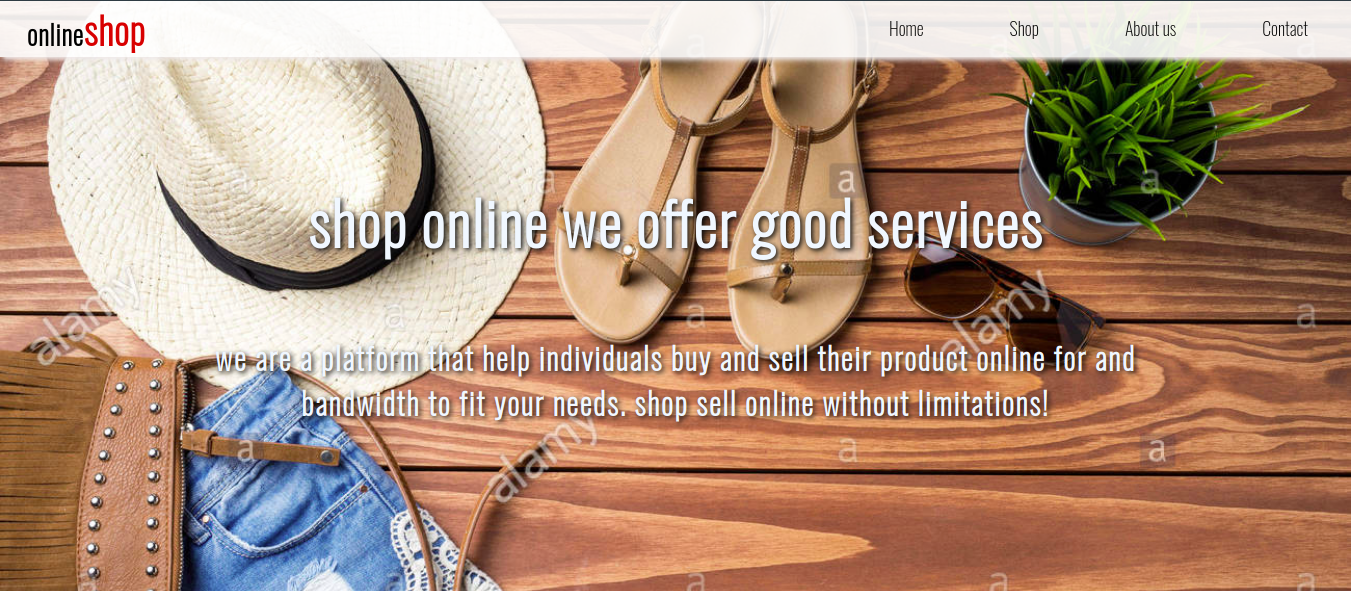 onlineshop
Home Shop About us Contact
shop online we offer good services
we are a platform that help individuals buy and sell their product online for and
bandwidth to fit your needs. shop sell online without limitations!
a a a a
alamy a a alamy a
a alamy a a
a a a a